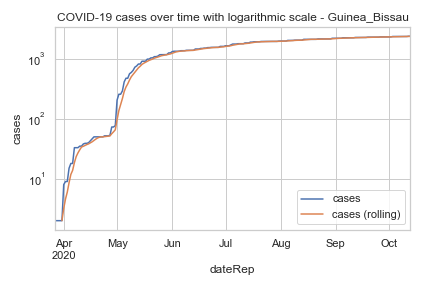 COVID-19 cases over time with logarithmic scale - Guinea_Bissau
10³
10²
10¹
cases
Apr
2020
May
Jun
Jul
Aug
Sep
Oct
dateRep
cases
cases (rolling)